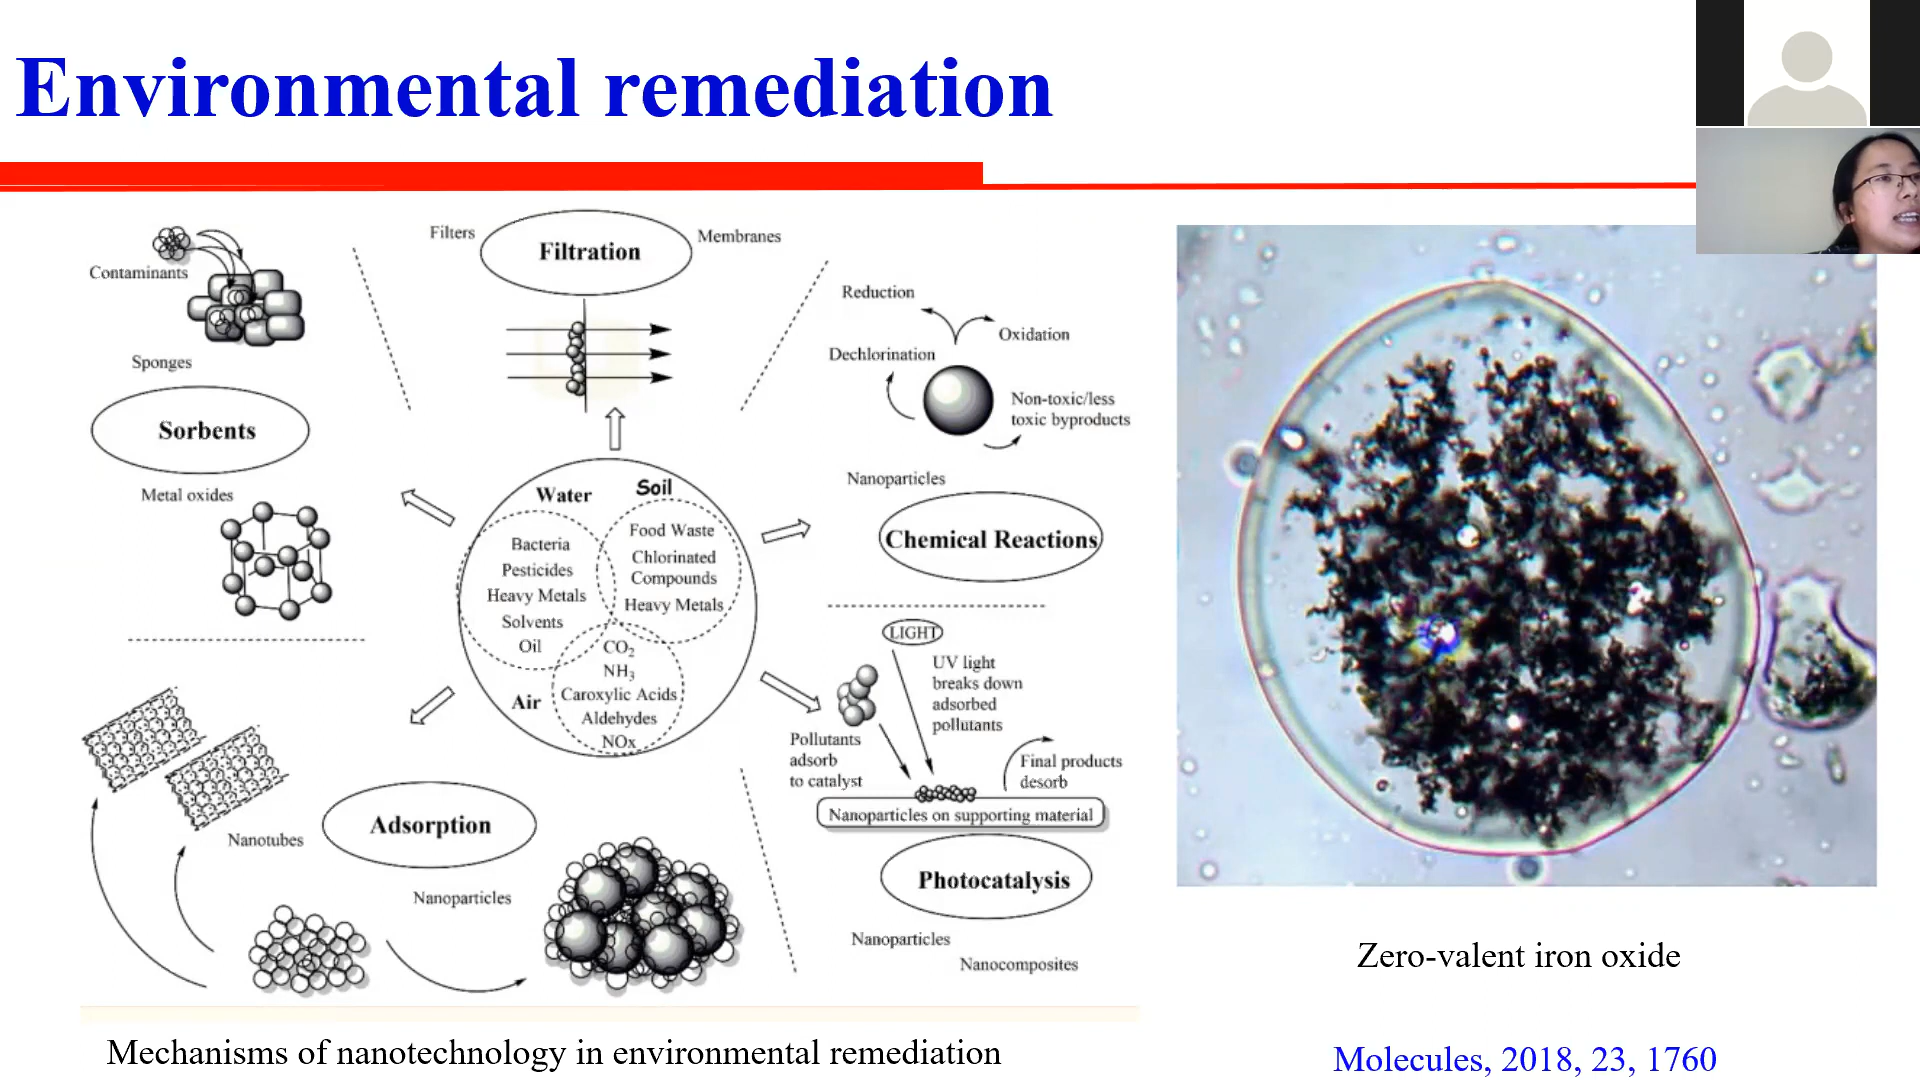 Environmental remediation
Contaminants
Sponges
Sorbents
Metal oxides
Filters
Filtration
Membranes
Reduction
Oxidation
Dechlorination
Non-toxic/less
toxic byproducts
Nanoparticles
Chemical Reactions
Water
Soil
Bacteria
Pesticides
Heavy Metals
Solvents
Oil
Food Waste
Chlorinated
Compounds
Heavy Metals
Air
CO₂
NH₃
Caroxylic Acids
Aldehydes
NOx
LIGHT
UV light
breaks down
adsorbed
pollutants
Pollutants
adsorb
to catalyst
Final products
desorb
Nanoparticles on supporting material
Photocatalysis
Nanoparticles
Nanocomposites
Nanotubes
Adsorption
Nanoparticles
Mechanisms of nanotechnology in environmental remediation
Zero-valent iron oxide
Molecules, 2018, 23, 1760